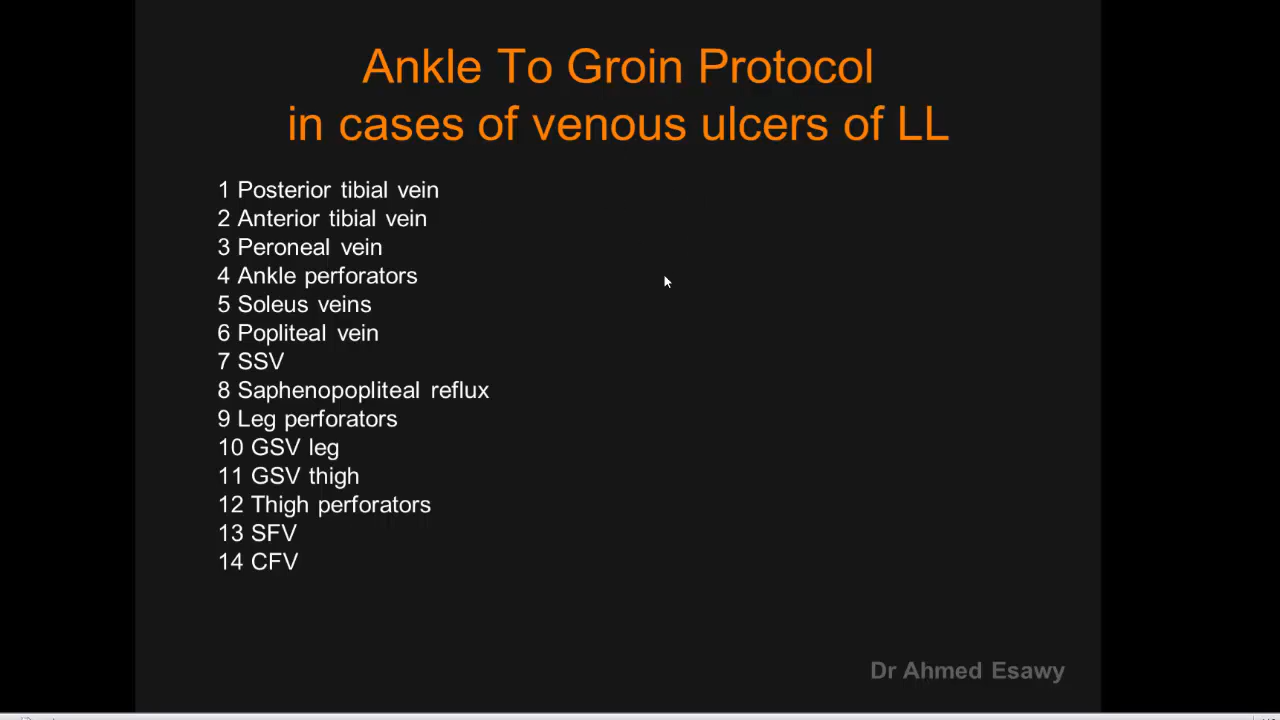 Ankle To Groin Protocol
in cases of venous ulcers of LL
1 Posterior tibial vein
2 Anterior tibial vein
3 Peroneal vein
4 Ankle perforators
5 Soleus veins
6 Popliteal vein
7 SSV
8 Saphenopopliteal reflux
9 Leg perforators
10 GSV leg
11 GSV thigh
12 Thigh perforators
13 SFV
14 CFV
Dr Ahmed Esawy